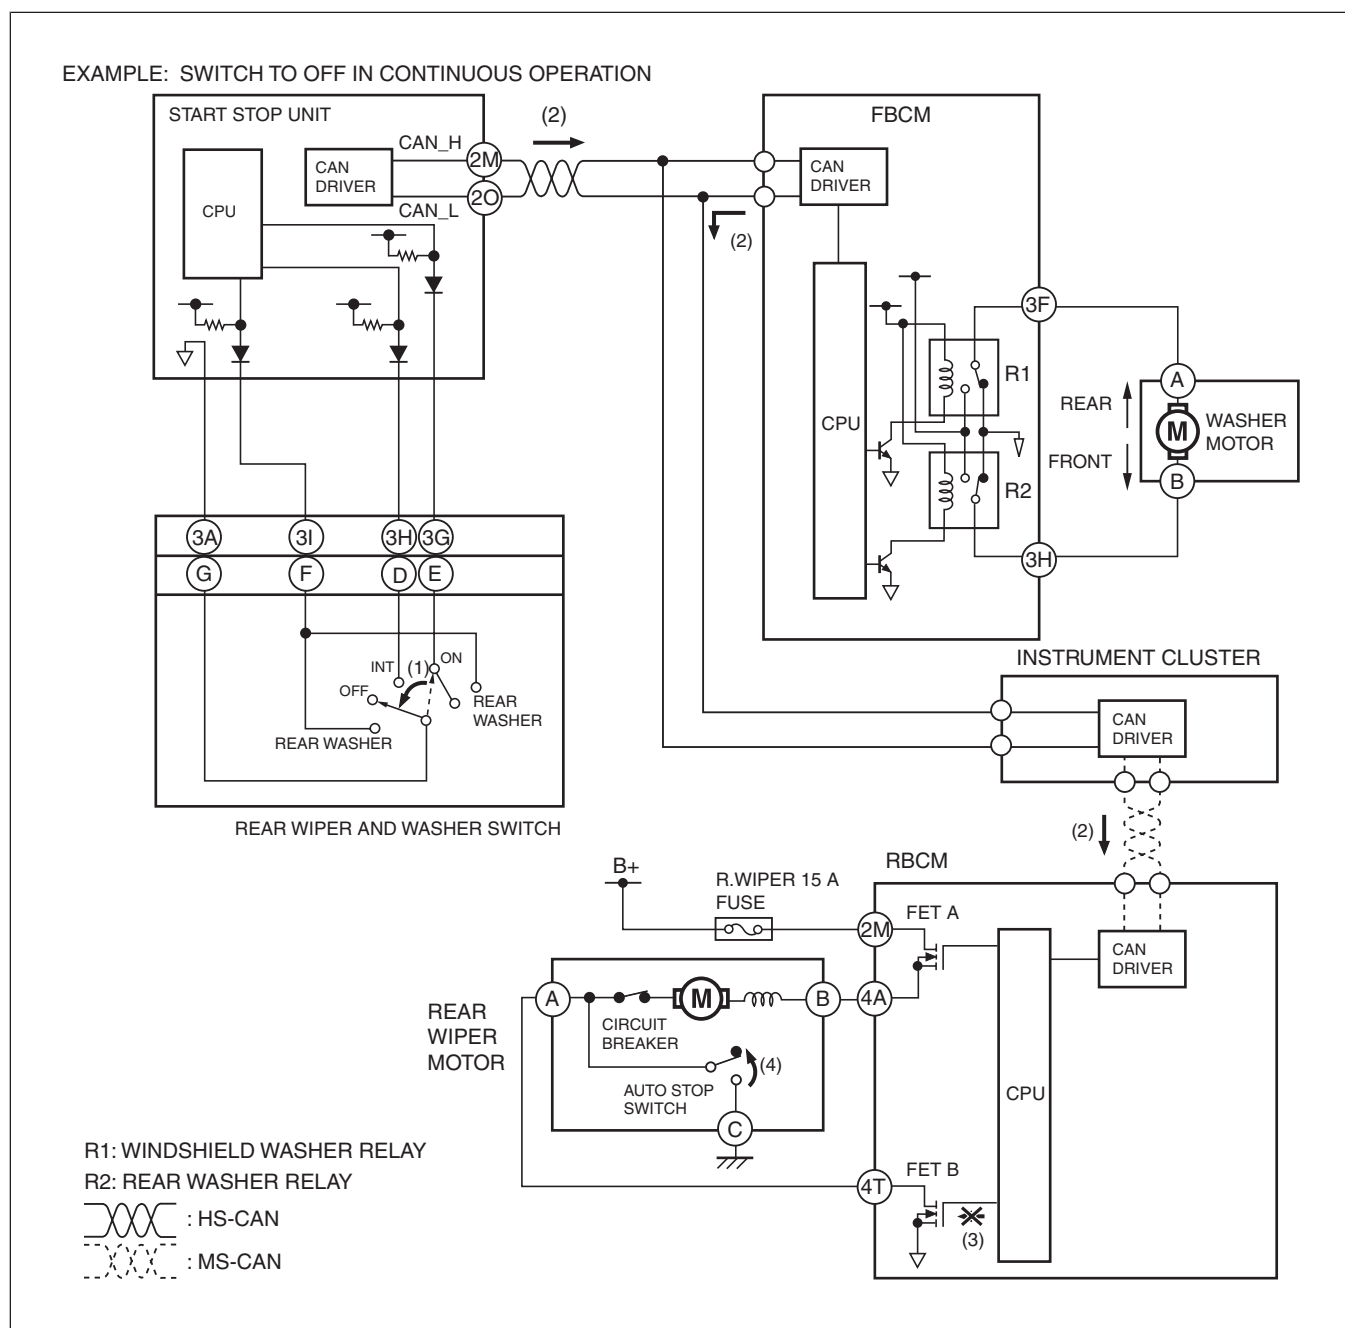 EXAMPLE: SWITCH TO OFF IN CONTINUOUS OPERATION
START STOP UNIT
CPU
CAN
DRIVER
CAN_H
CAN_L
2M
2O
(2)
(2)
FBCM
CAN
DRIVER
CPU
R1
R2
3F
3H
A
REAR
M
WASHER
MOTOR
FRONT
B
3A
3I
3H
3G
G
F
D
E
ON
INT
(1)
OFF
REAR
WASHER
REAR WASHER
REAR WIPER AND WASHER SWITCH
INSTRUMENT CLUSTER
CAN
DRIVER
(2)
RBCM
B+
R.WIPER 15 A
FUSE
2M
FET A
CAN
DRIVER
CPU
REAR
WIPER
MOTOR
A
M
B
4A
CIRCUIT
BREAKER
(4)
AUTO STOP
SWITCH
C
4T
FET B
(3)
R1: WINDSHIELD WASHER RELAY
R2: REAR WASHER RELAY
: HS-CAN
: MS-CAN